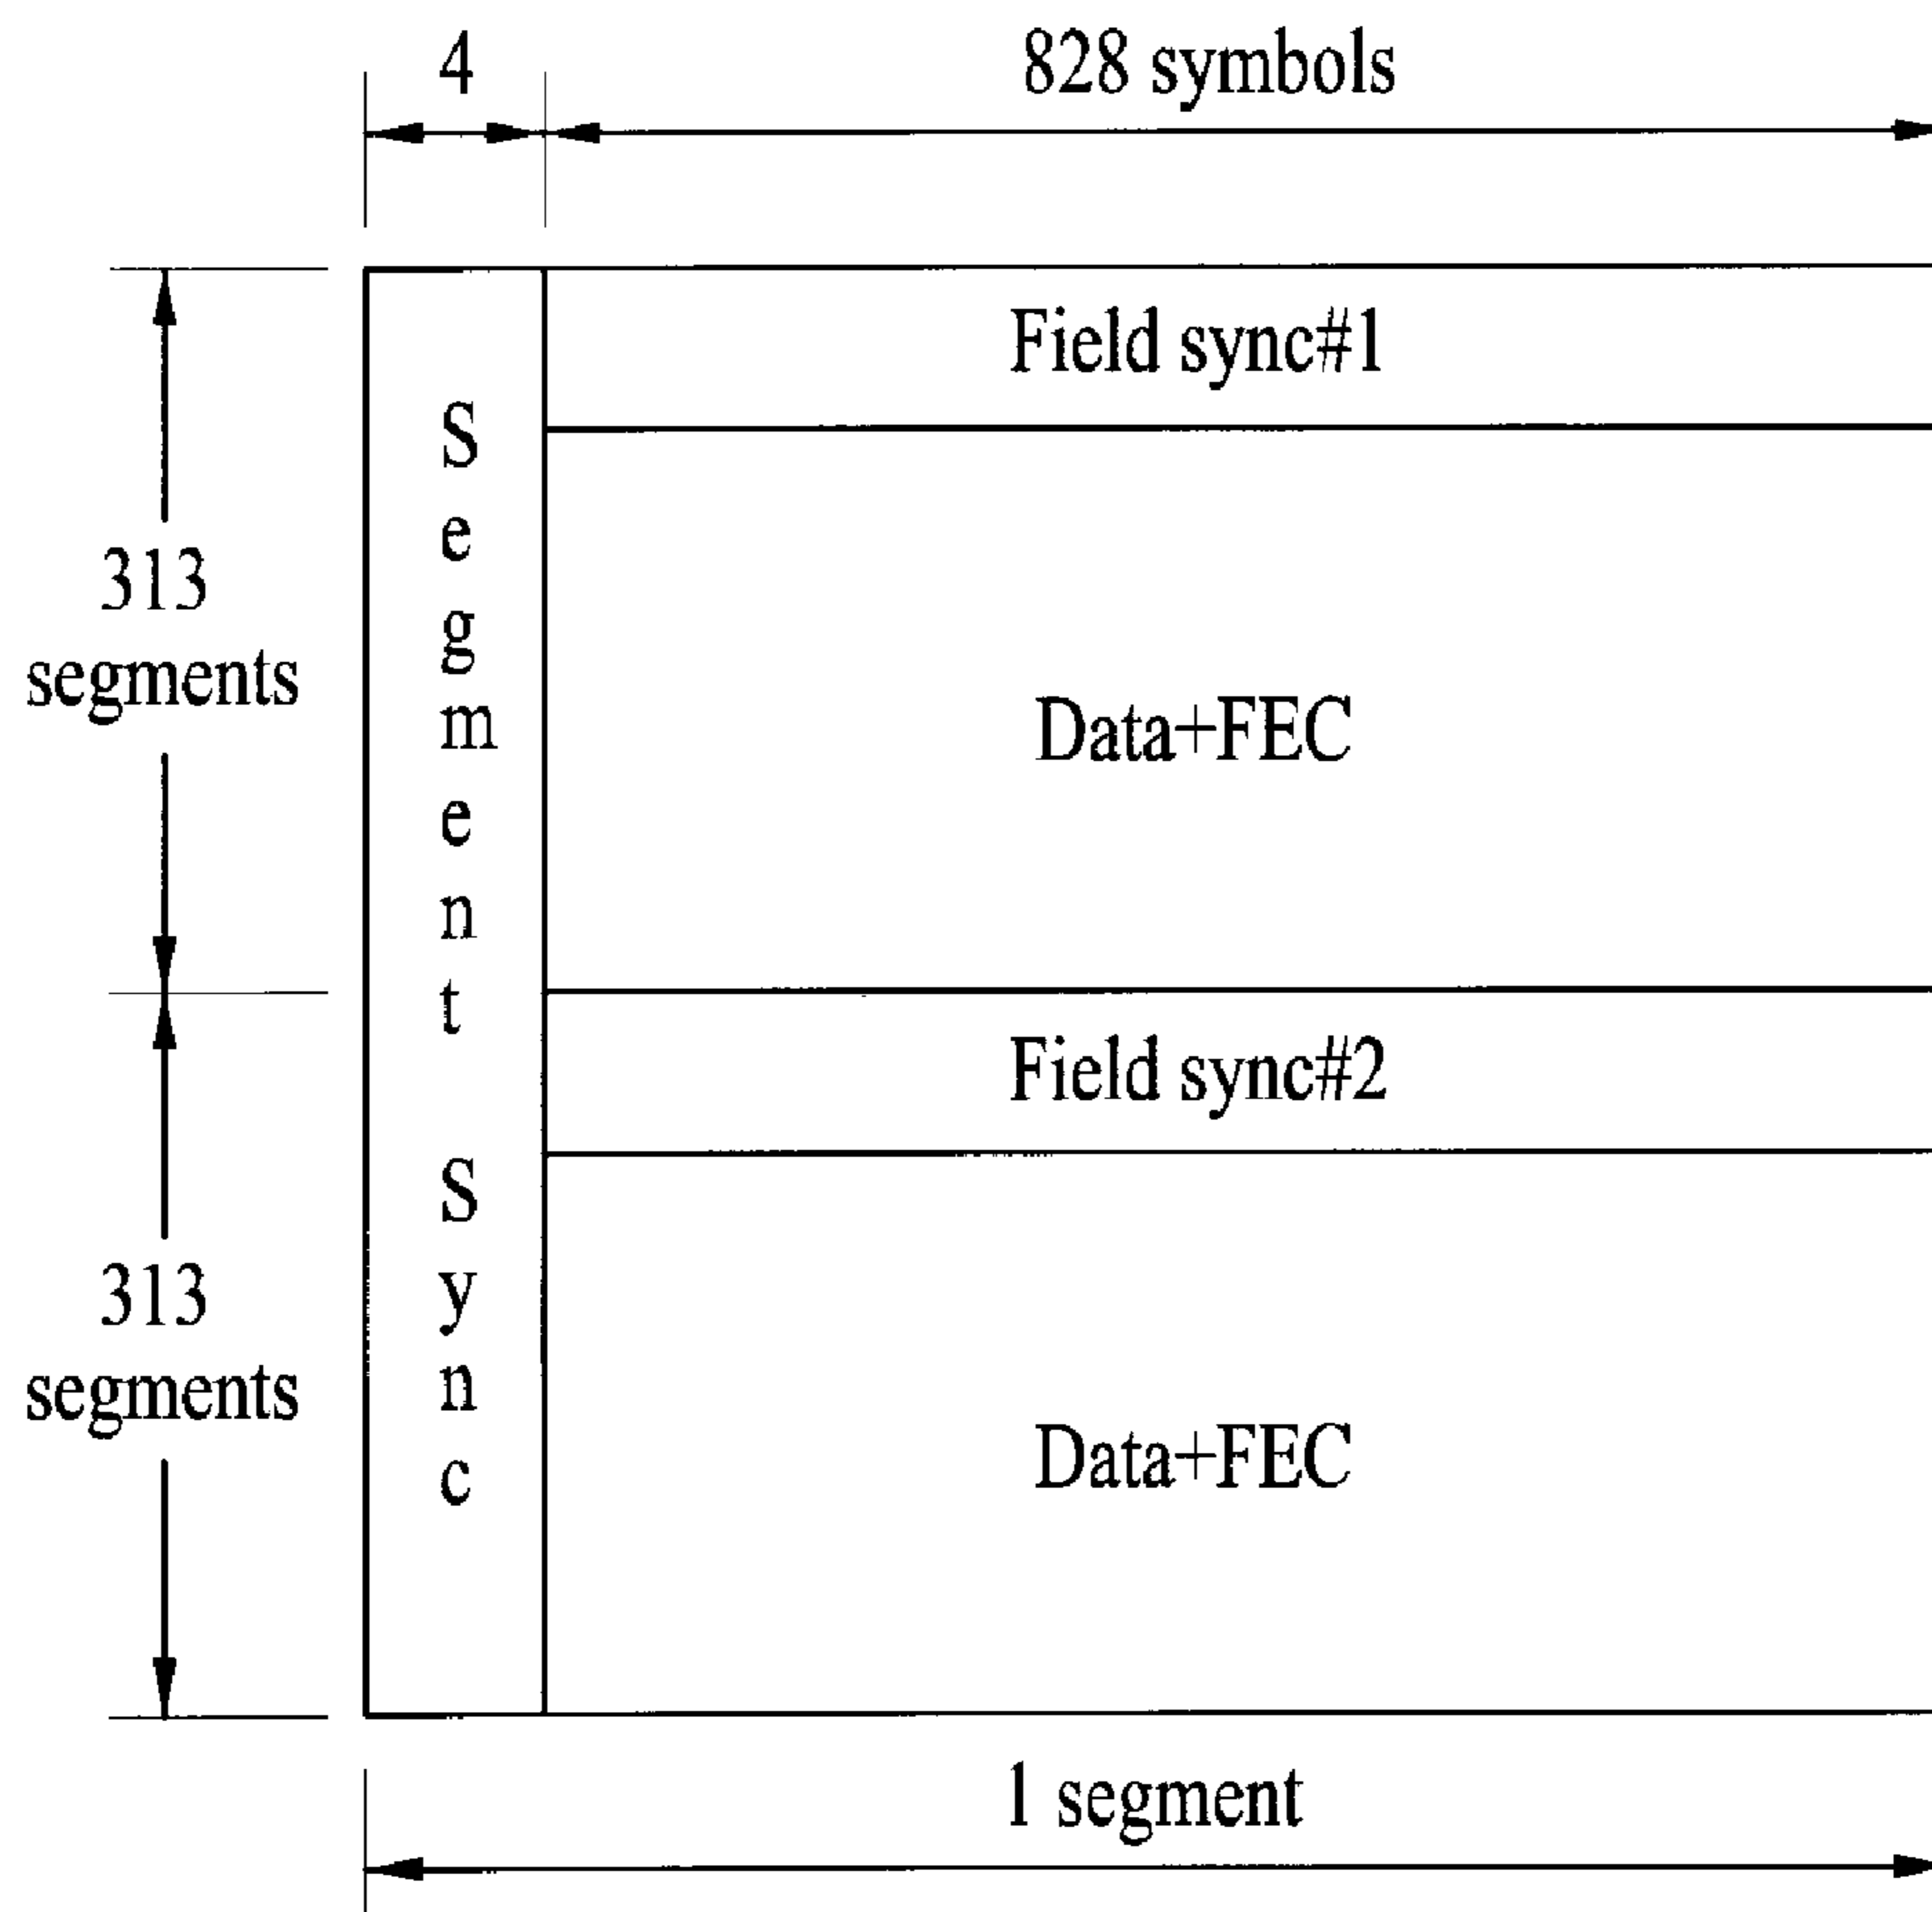 4
828 symbols
Field sync#1
313
segments
Segment Sync
Data+FEC
Field sync#2
313
segments
Data+FEC
1 segment